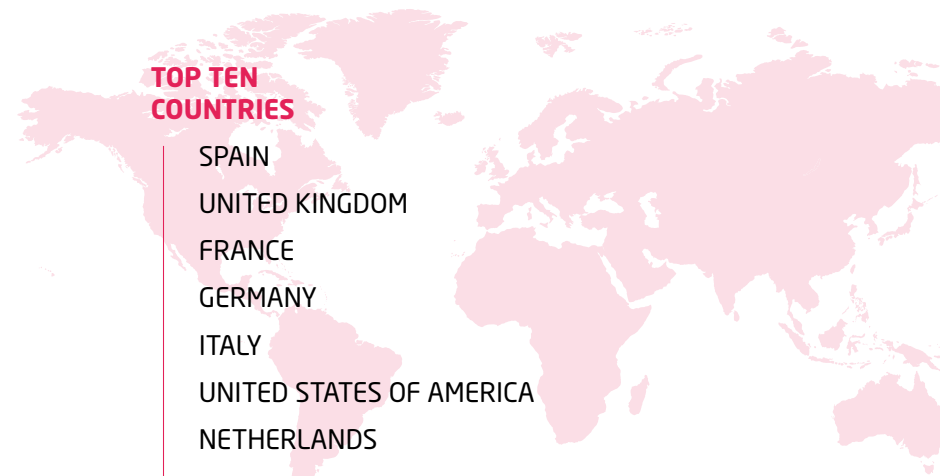 TOP TEN
COUNTRIES
SPAIN
UNITED KINGDOM
FRANCE
GERMANY
ITALY
UNITED STATES OF AMERICA
NETHERLANDS